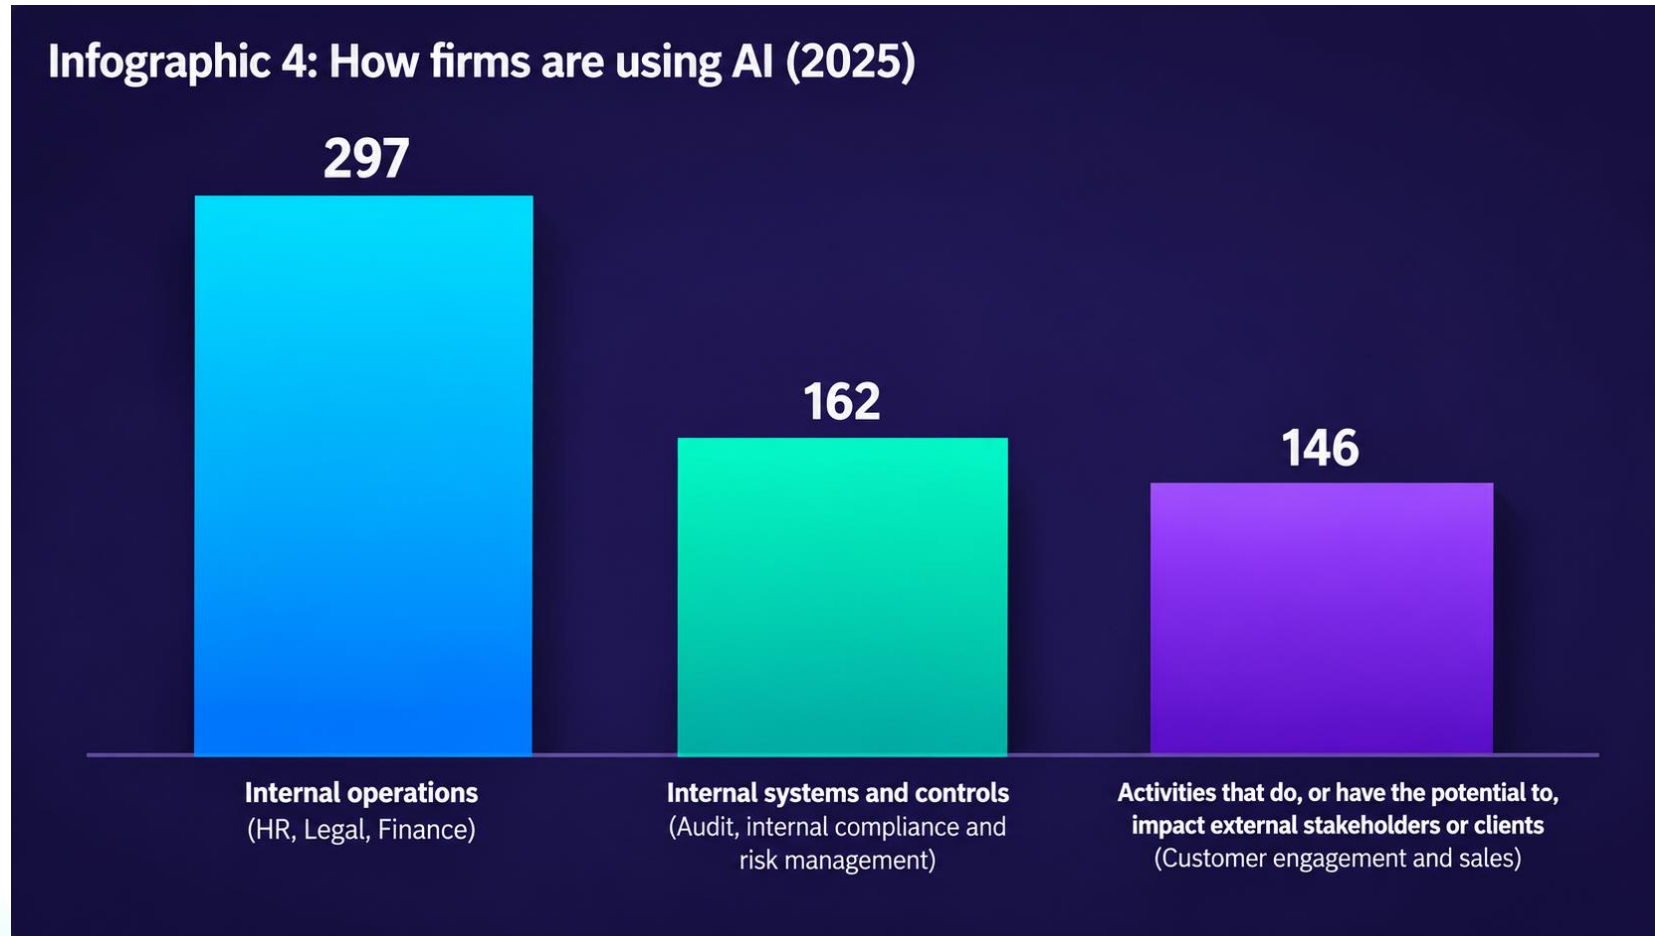 Infographic 4: How firms are using AI (2025)
297
162
146
Internal operations
(HR, Legal, Finance)
Internal systems and controls
(Audit, internal compliance and
risk management)
Activities that do, or have the potential to,
impact external stakeholders or clients
(Customer engagement and sales)